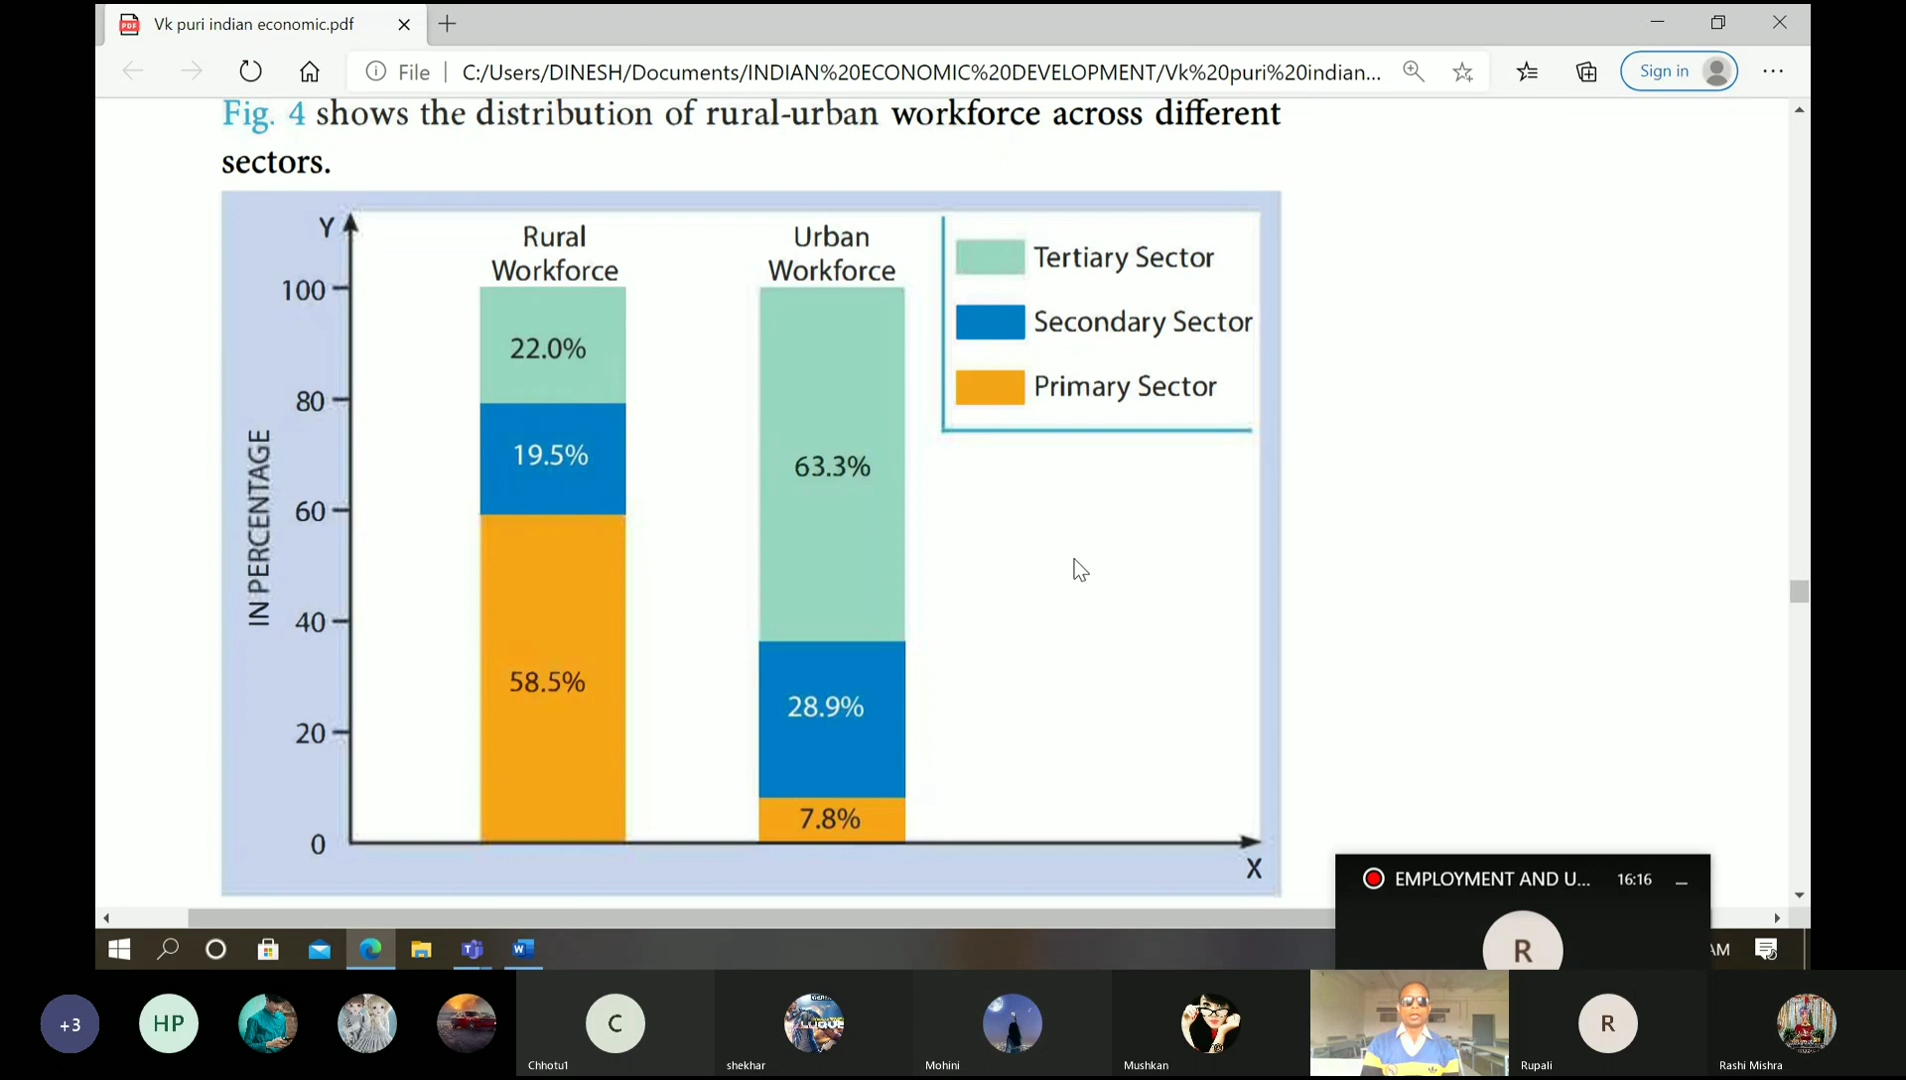 Vk puri indian economic.pdf
File
C:/Users/DINESH/Documents/INDIAN%20ECONOMIC%20DEVELOPMENT/Vk%20puri%20indian...
Sign in
Fig. 4 shows the distribution of rural-urban workforce across different
sectors.
Y
Rural
Workforce
Urban
Workforce
Tertiary Sector
Secondary Sector
Primary Sector
IN PERCENTAGE
100
80
60
40
20
0
22.0%
19.5%
58.5%
63.3%
28.9%
7.8%
X
EMPLOYMENT AND U...
16:16
R
AM
+3
HP
C
Chhotu1
shekhar
Mohini
Mushkan
R
Rupali
Rashi Mishra